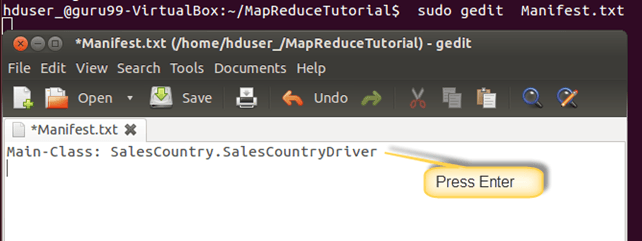 hduser_@guru99-VirtualBox:~/MapReduceTutorial$ sudo gedit Manifest.txt
*Manifest.txt (/home/hduser_/MapReduceTutorial) - gedit
File Edit View Search Tools Documents Help
Open Save Undo
*Manifest.txt
Main-Class: SalesCountry.SalesCountryDriver
Press Enter